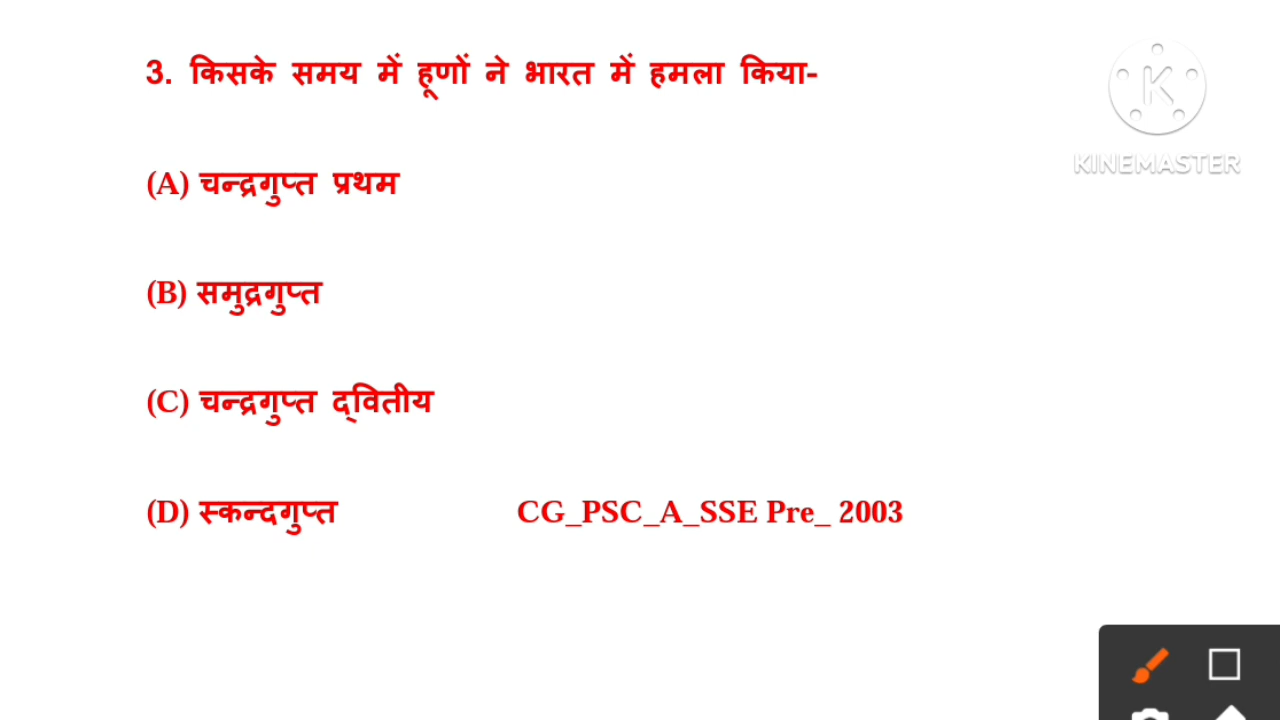 3. किसके समय में हूणों ने भारत में हमला किया-
KINEMASTER
(A) चन्द्रगुप्त प्रथम
(B) समुद्रगुप्त
(C) चन्द्रगुप्त द्वितीय
(D) स्कन्दगुप्त CG_PSC_A_SSE Pre_ 2003